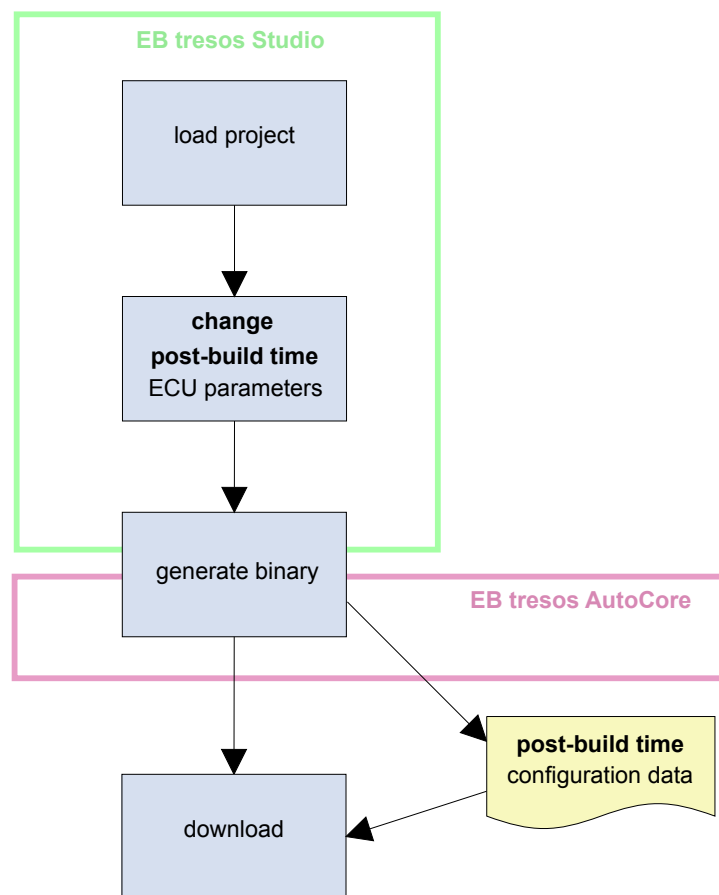 EB tresos Studio
load project
change
post-build time
ECU parameters
generate binary
EB tresos AutoCore
post-build time
configuration data
download